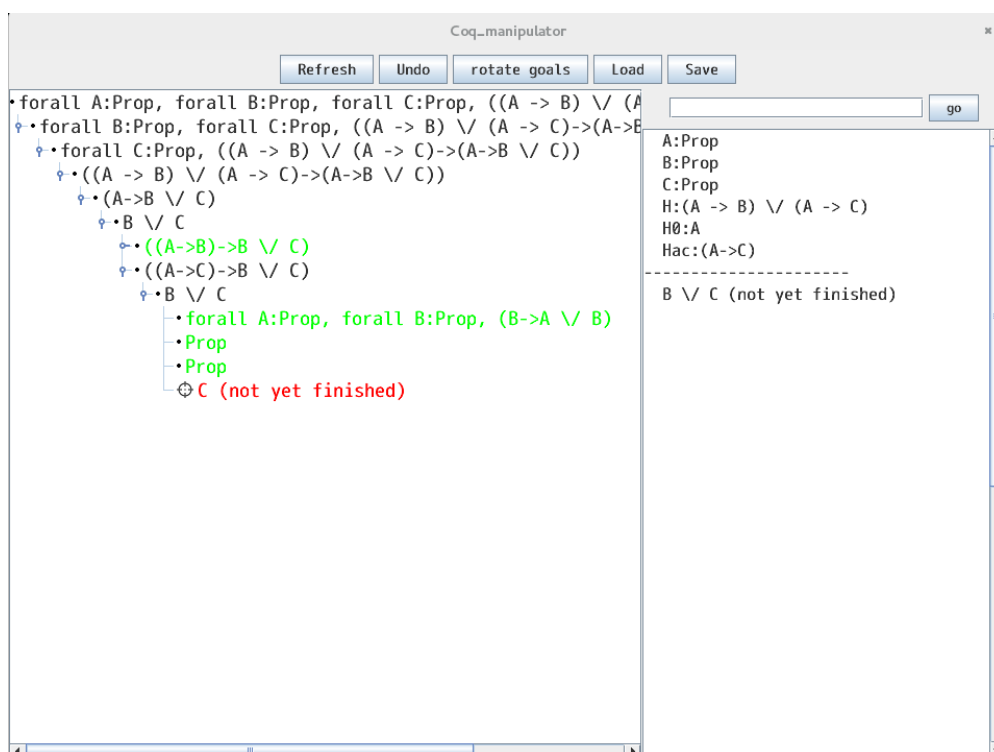 Coq_manipulator
Refresh Undo rotate goals Load Save
forall A:Prop, forall B:Prop, forall C:Prop, ((A -> B) \/ (A
forall B:Prop, forall C:Prop, ((A -> B) \/ (A -> C)->(A->B
forall C:Prop, ((A -> B) \/ (A -> C)->(A->B \/ C))
((A -> B) \/ (A -> C)->(A->B \/ C))
(A->B \/ C)
B \/ C
((A->B)->B \/ C)
((A->C)->B \/ C)
B \/ C
forall A:Prop, forall B:Prop, (B->A \/ B)
Prop
Prop
C (not yet finished)
go
A:Prop
B:Prop
C:Prop
H:(A -> B) \/ (A -> C)
H0:A
Hac:(A->C)
----------------------
B \/ C (not yet finished)